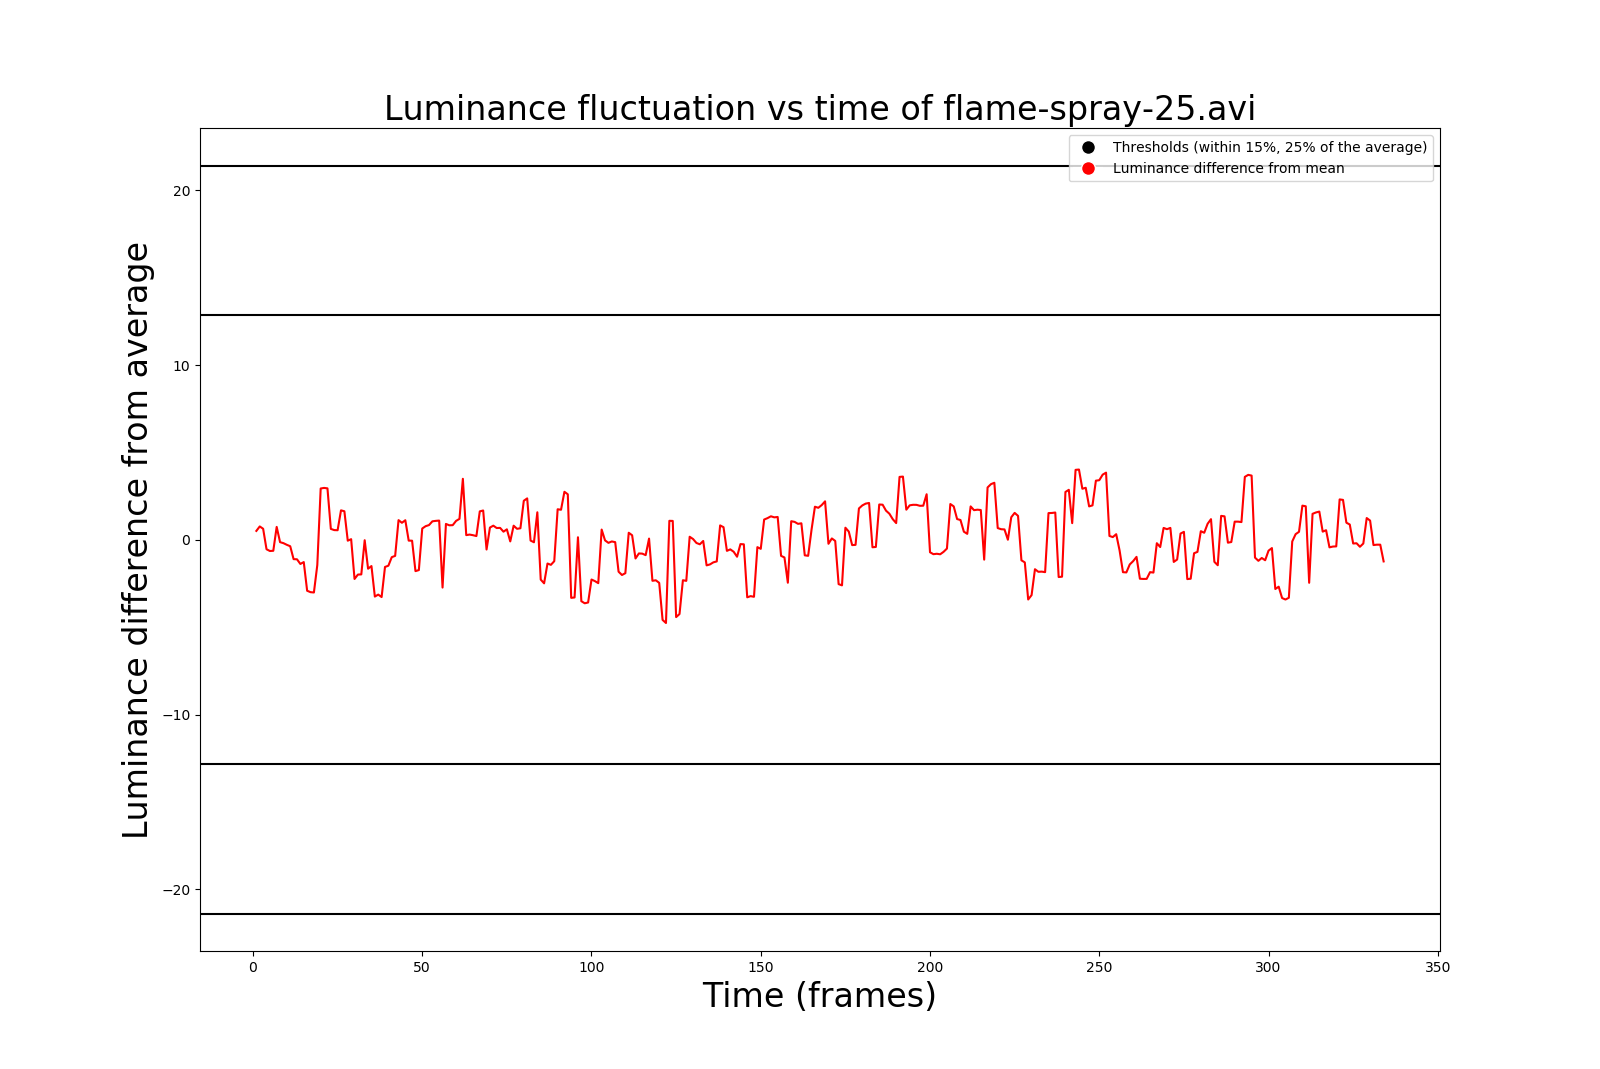 Luminance fluctuation vs time of flame-spray-25.avi
Thresholds (within 15%, 25% of the average)
Luminance difference from mean
Luminance difference from average
20
10
0
−10
−20
0 50 100 150 200 250 300 350
Time (frames)